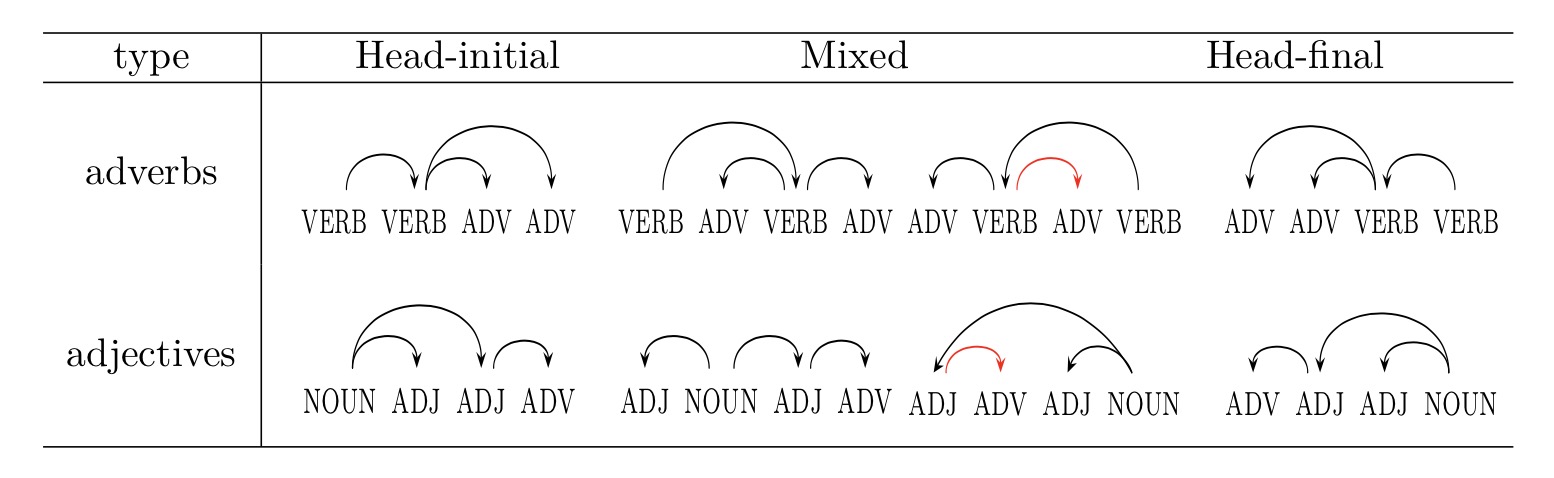 type Head-initial Mixed Head-final
adverbs
VERB VERB ADV ADV VERB ADV VERB ADV ADV VERB ADV VERB ADV ADV VERB VERB
adjectives
NOUN ADJ ADJ ADV ADJ NOUN ADJ ADV ADJ ADV ADJ NOUN ADV ADJ ADJ NOUN